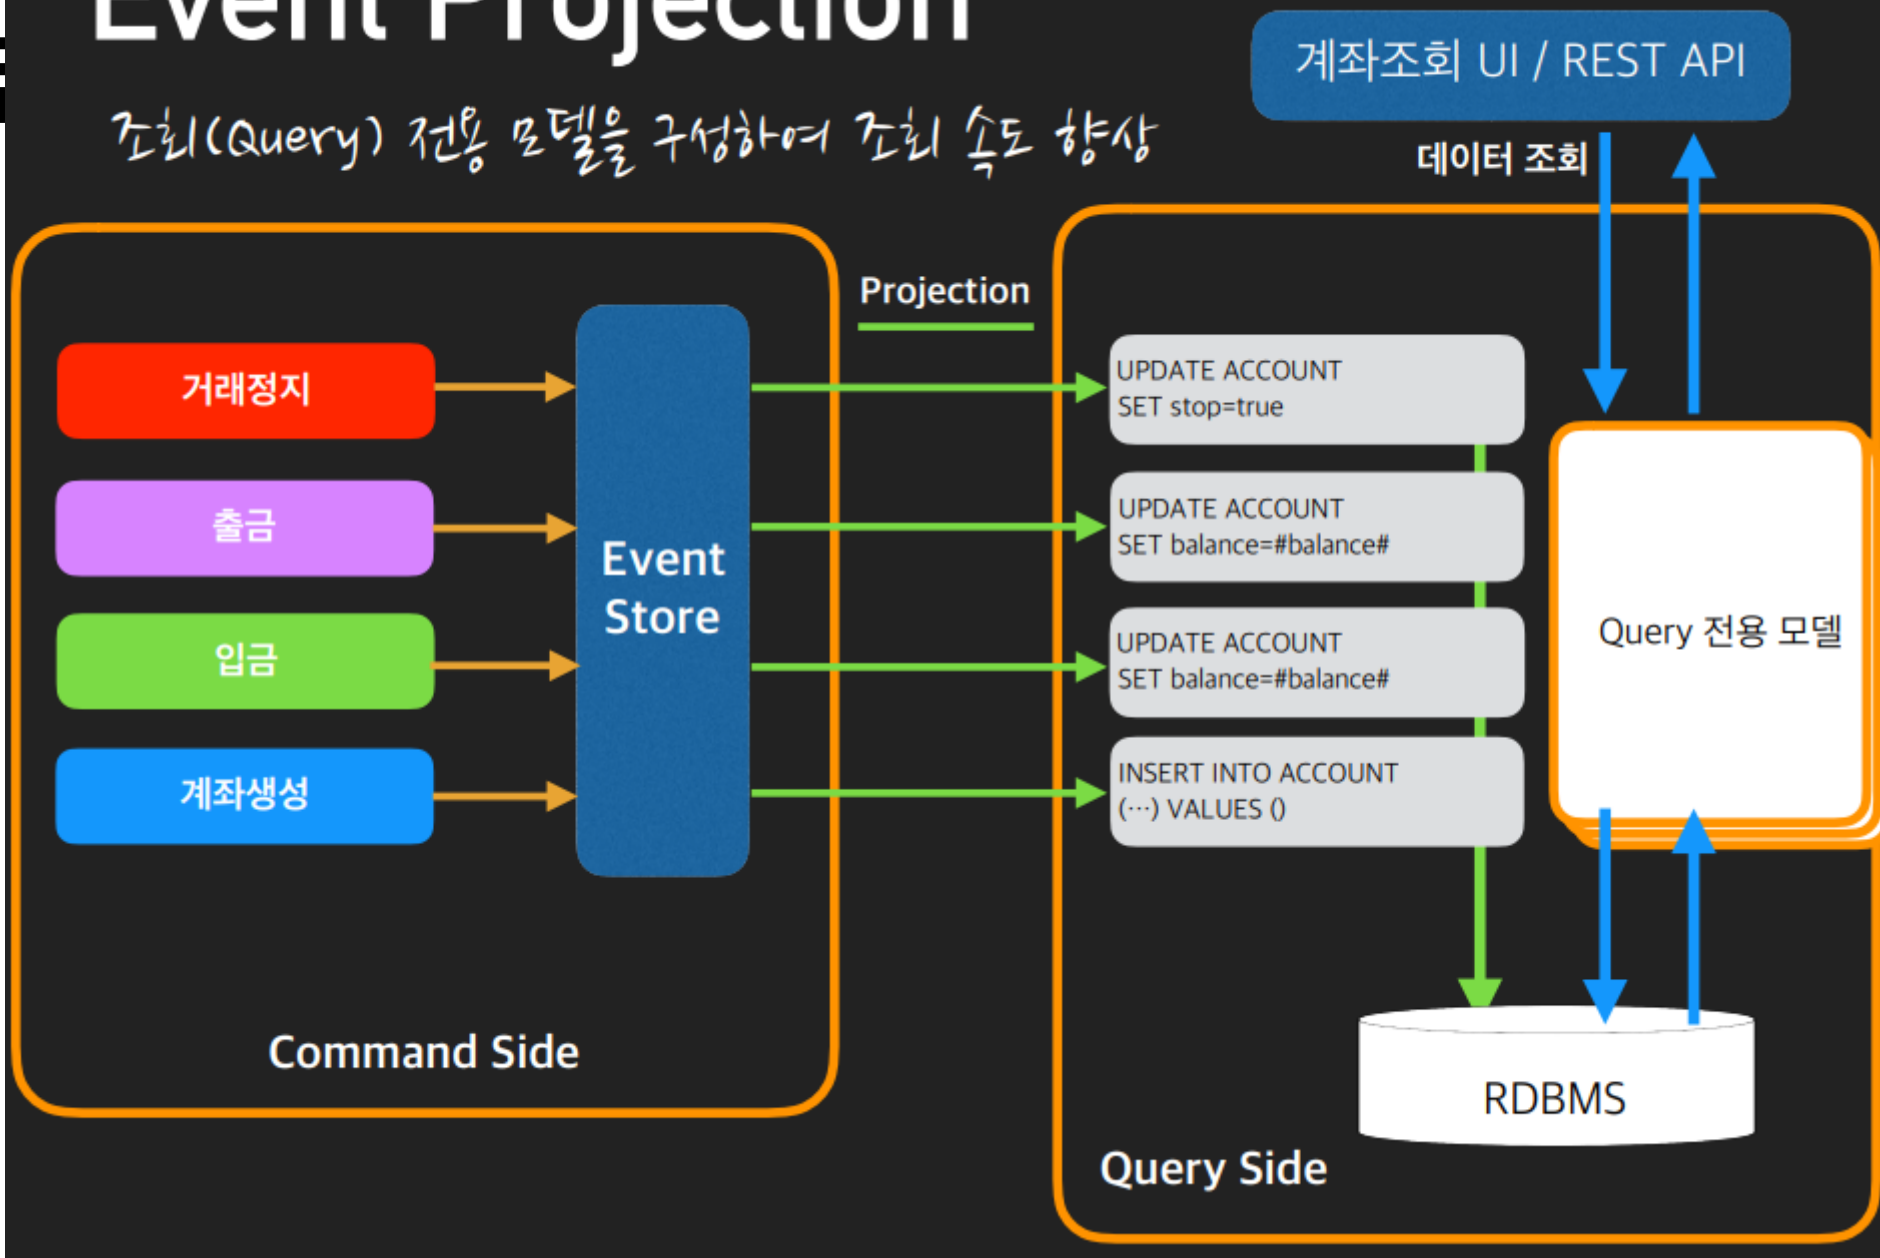 Event Projection
조회(Query) 전용 모델을 구성하여 조회 속도 향상
계좌조회 UI / REST API
데이터 조회
Projection
거래정지
출금
입금
계좌생성
Event
Store
Command Side
UPDATE ACCOUNT
SET stop=true
UPDATE ACCOUNT
SET balance=#balance#
UPDATE ACCOUNT
SET balance=#balance#
INSERT INTO ACCOUNT
(…) VALUES ()
Query 전용 모델
RDBMS
Query Side